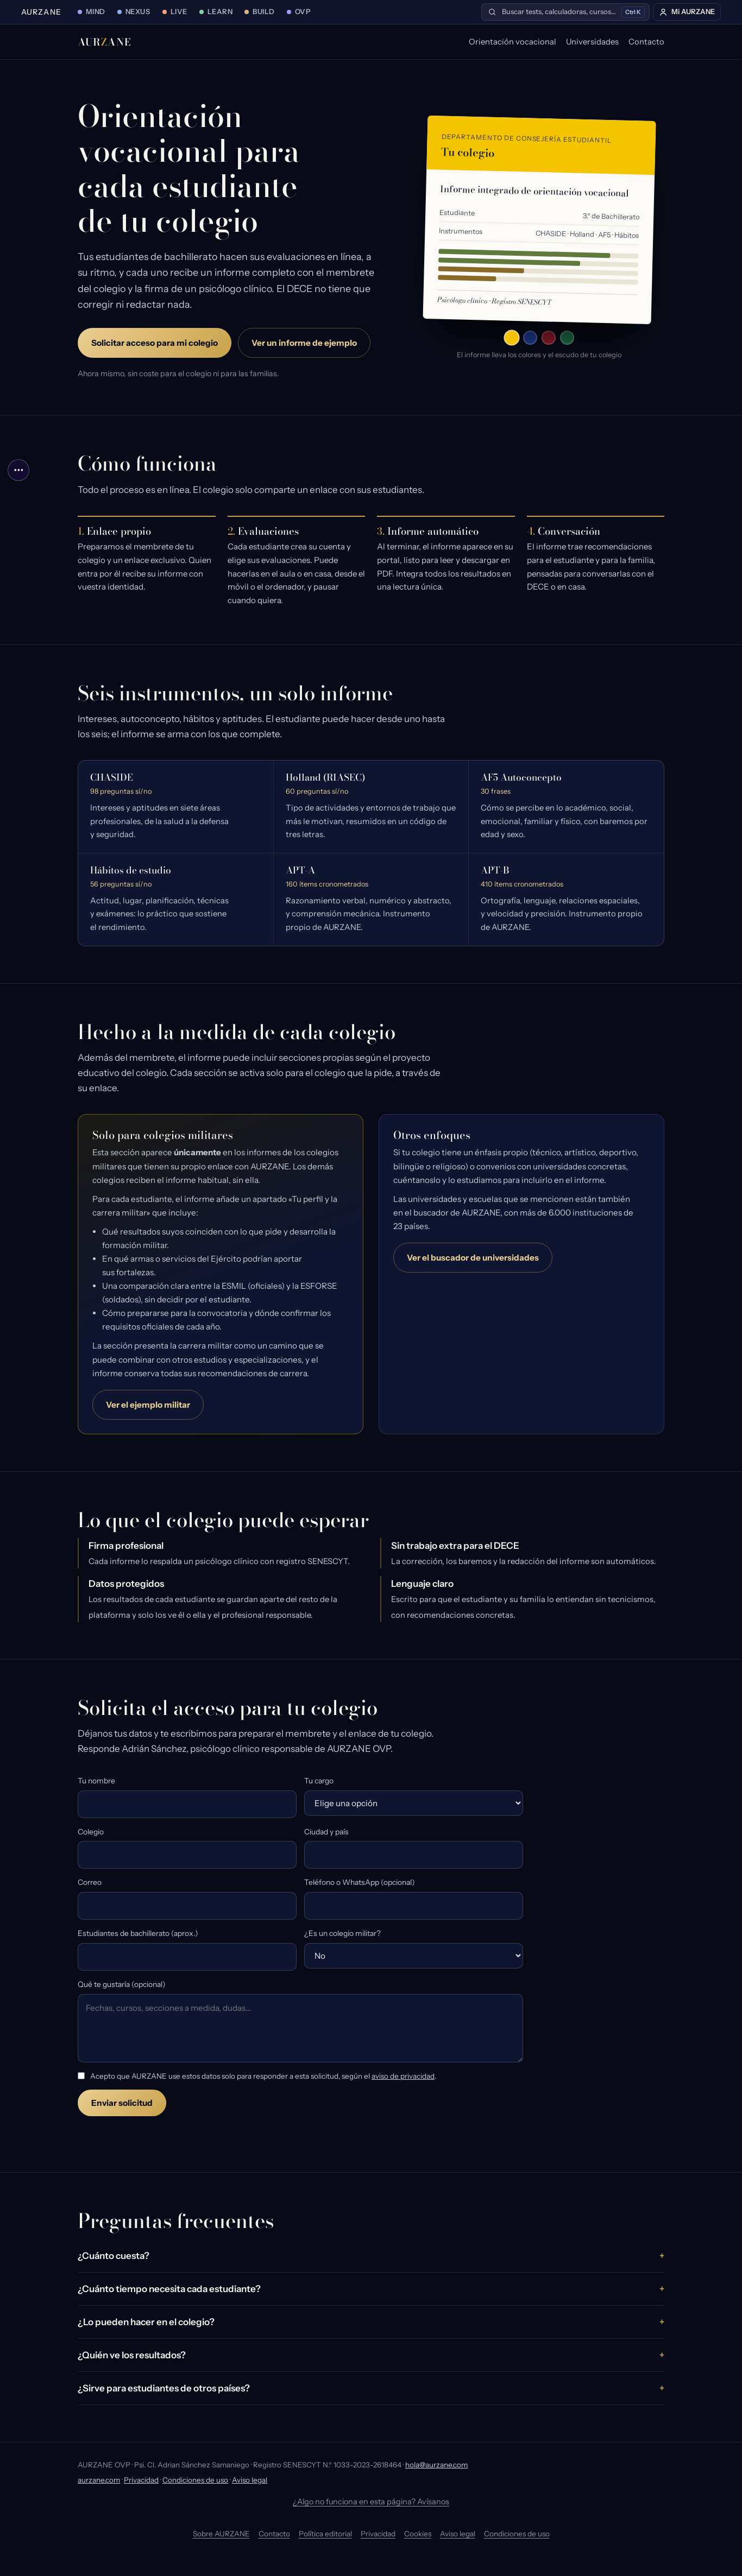 AURZANE
MIND
NEXUS
LIVE
LEARN
BUILD
OVP
Buscar tests, calculadoras, cursos...
Ctrl K
Mi AURZANE
AURZANE
Orientación vocacional
Universidades
Contacto
Orientación
vocacional para
cada estudiante
de tu colegio
Tus estudiantes de bachillerato hacen sus evaluaciones en línea, a
su ritmo, y cada uno recibe un informe completo con el membrete
del colegio y la firma de un psicólogo clínico. El DECE no tiene que
corregir ni redactar nada.
Solicitar acceso para mi colegio
Ver un informe de ejemplo
Ahora mismo, sin coste para el colegio ni para las familias.
DEPARTAMENTO DE CONSEJERÍA ESTUDIANTIL
Tu colegio
Informe integrado de orientación vocacional
Estudiante
3.º de Bachillerato
Instrumentos
CHASIDE · Holland · AF5 · Hábitos
Psicólogo clínico · Registro SENESCYT
El informe lleva los colores y el escudo de tu colegio
Cómo funciona
Todo el proceso es en línea. El colegio solo comparte un enlace con sus estudiantes.
1. Enlace propio
Preparamos el membrete de tu
colegio y un enlace exclusivo. Quien
entra por él recibe su informe con
vuestra identidad.
2. Evaluaciones
Cada estudiante crea su cuenta y
elige sus evaluaciones. Puede
hacerlas en el aula o en casa, desde el
móvil o el ordenador, y pausar
cuando quiera.
3. Informe automático
Al terminar, el informe aparece en su
portal, listo para leer y descargar en
PDF. Integra todos los resultados en
una lectura única.
4. Conversación
El informe trae recomendaciones
para el estudiante y para la familia,
pensadas para conversarlas con el
DECE o en casa.
Seis instrumentos, un solo informe
Intereses, autoconcepto, hábitos y aptitudes. El estudiante puede hacer desde uno hasta
los seis; el informe se arma con los que complete.
CHASIDE
98 preguntas sí/no
Intereses y aptitudes en siete áreas
profesionales, de la salud a la defensa
y seguridad.
Holland (RIASEC)
60 preguntas sí/no
Tipo de actividades y entornos de trabajo que
más le motivan, resumidos en un código de
tres letras.
AF5 Autoconcepto
30 frases
Cómo se percibe en lo académico, social,
emocional, familiar y físico, con baremos por
edad y sexo.
Hábitos de estudio
56 preguntas sí/no
Actitud, lugar, planificación, técnicas
y exámenes: lo práctico que sostiene
el rendimiento.
APT-A
160 ítems cronometrados
Razonamiento verbal, numérico y abstracto,
y comprensión mecánica. Instrumento
propio de AURZANE.
APT-B
410 ítems cronometrados
Ortografía, lenguaje, relaciones espaciales,
y velocidad y precisión. Instrumento propio
de AURZANE.
Hecho a la medida de cada colegio
Además del membrete, el informe puede incluir secciones propias según el proyecto
educativo del colegio. Cada sección se activa solo para el colegio que la pide, a través de
su enlace.
Solo para colegios militares
Esta sección aparece únicamente en los informes de los colegios
militares que tienen su propio enlace con AURZANE. Los demás
colegios reciben el informe habitual, sin ella.
Para cada estudiante, el informe añade un apartado «Tu perfil y la
carrera militar» que incluye:
• Qué resultados suyos coinciden con lo que pide y desarrolla la
formación militar.
• En qué armas o servicios del Ejército podrían aportar
sus fortalezas.
• Una comparación clara entre la ESMIL (oficiales) y la ESFORSE
(soldados), sin decidir por el estudiante.
• Cómo prepararse para la convocatoria y dónde confirmar los
requisitos oficiales de cada año.
La sección presenta la carrera militar como un camino que se
puede combinar con otros estudios y especializaciones, y el
informe conserva todas sus recomendaciones de carrera.
Ver el ejemplo militar
Otros enfoques
Si tu colegio tiene un énfasis propio (técnico, artístico, deportivo,
bilingüe o religioso) o convenios con universidades concretas,
cuéntanoslo y lo estudiamos para incluirlo en el informe.
Las universidades y escuelas que se mencionen están también
en el buscador de AURZANE, con más de 6.000 instituciones de
23 países.
Ver el buscador de universidades
Lo que el colegio puede esperar
Firma profesional
Cada informe lo respalda un psicólogo clínico con registro SENESCYT.
Sin trabajo extra para el DECE
La corrección, los baremos y la redacción del informe son automáticos.
Datos protegidos
Los resultados de cada estudiante se guardan aparte del resto de la
plataforma y solo los ve él o ella y el profesional responsable.
Lenguaje claro
Escrito para que el estudiante y su familia lo entiendan sin tecnicismos,
con recomendaciones concretas.
Solicita el acceso para tu colegio
Déjanos tus datos y te escribimos para preparar el membrete y el enlace de tu colegio.
Responde Adrián Sánchez, psicólogo clínico responsable de AURZANE OVP.
Tu nombre
Tu cargo
Elige una opción
Colegio
Ciudad y país
Correo
Teléfono o WhatsApp (opcional)
Estudiantes de bachillerato (aprox.)
¿Es un colegio militar?
No
Qué te gustaría (opcional)
Fechas, cursos, secciones a medida, dudas...
Acepto que AURZANE use estos datos solo para responder a esta solicitud, según el aviso de privacidad.
Enviar solicitud
Preguntas frecuentes
¿Cuánto cuesta?
+
¿Cuánto tiempo necesita cada estudiante?
+
¿Lo pueden hacer en el colegio?
+
¿Quién ve los resultados?
+
¿Sirve para estudiantes de otros países?
+
AURZANE OVP · Psi. Cl. Adrian Sánchez Samaniego · Registro SENESCYT N.º 1033-2023-2618464 · hola@aurzane.com
aurzane.com · Privacidad · Condiciones de uso · Aviso legal
¿Algo no funciona en esta página? Avísanos
Sobre AURZANE
Contacto
Política editorial
Privacidad
Cookies
Aviso legal
Condiciones de uso